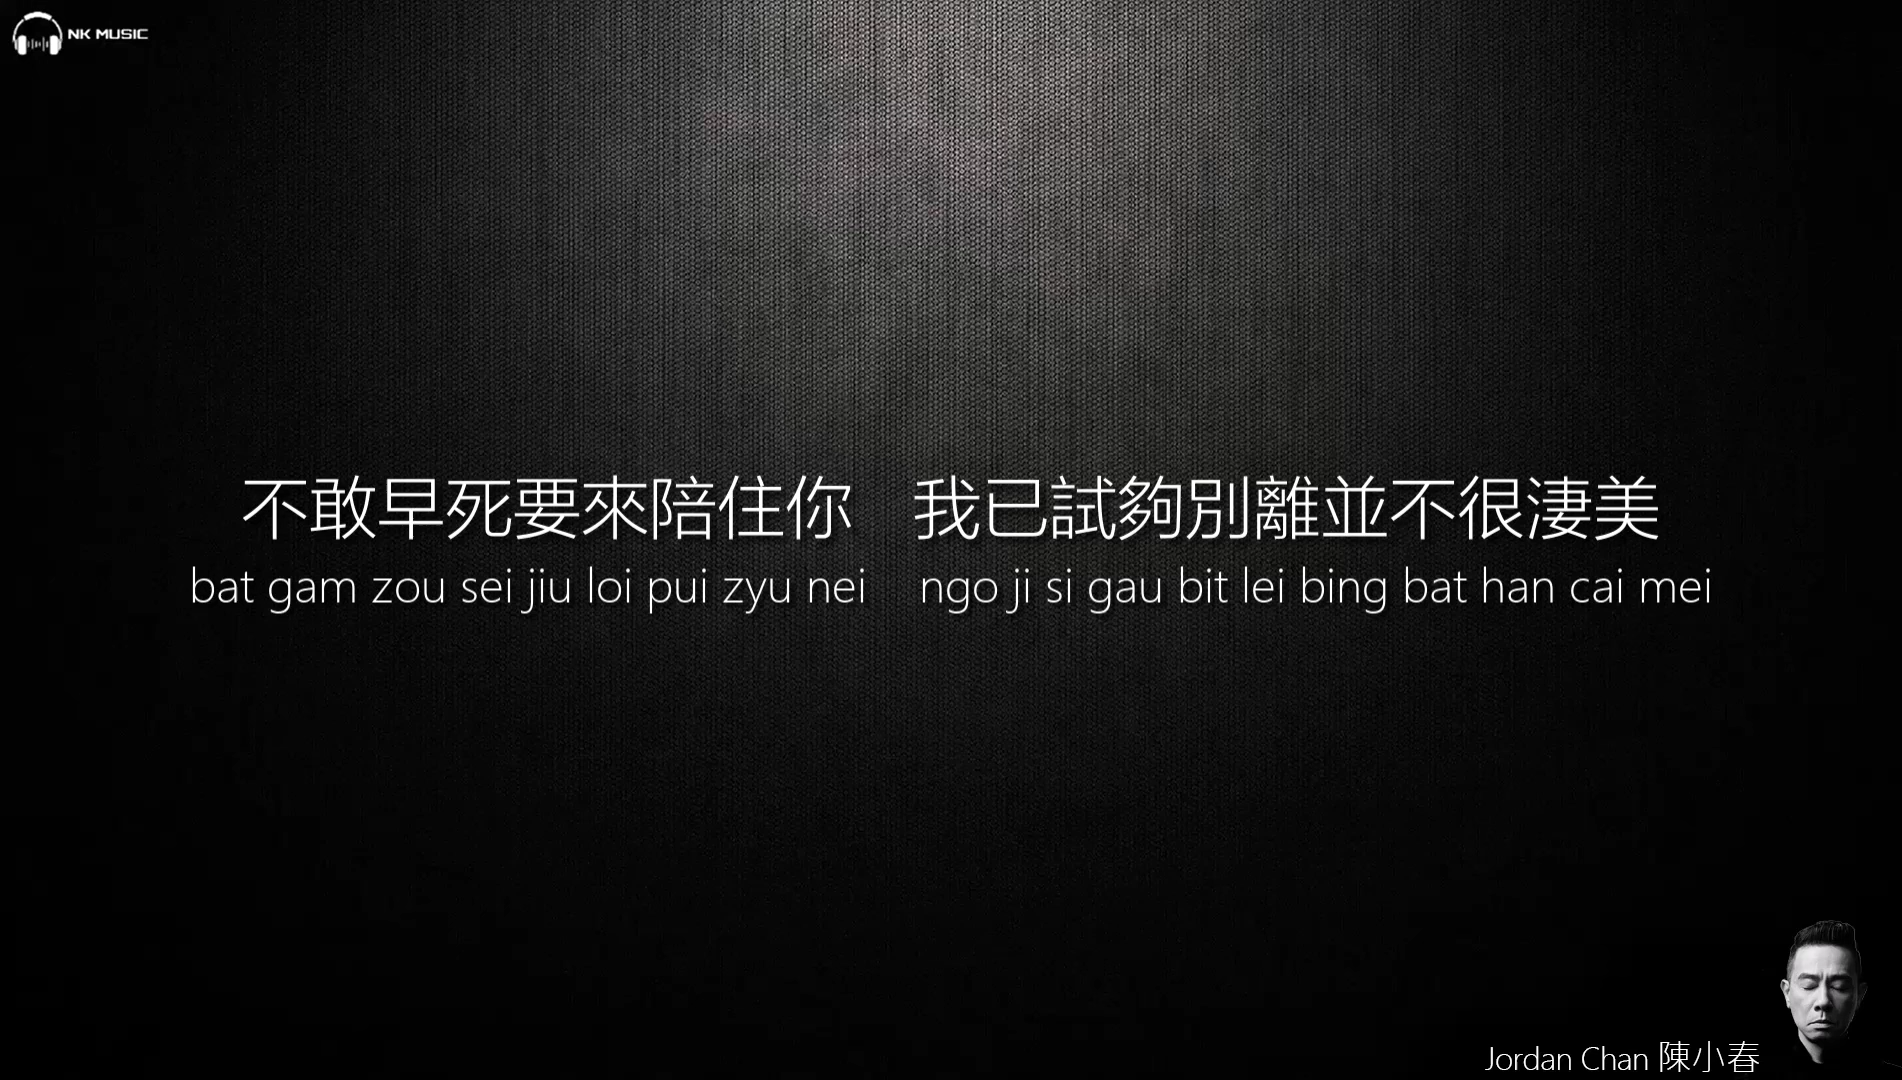 NK MUSIC
不敢早死要來陪住你　我已試夠別離並不很淒美
bat gam zou sei jiu loi pui zyu nei　ngo ji si gau bit lei bing bat han cai mei
Jordan Chan 陳小春